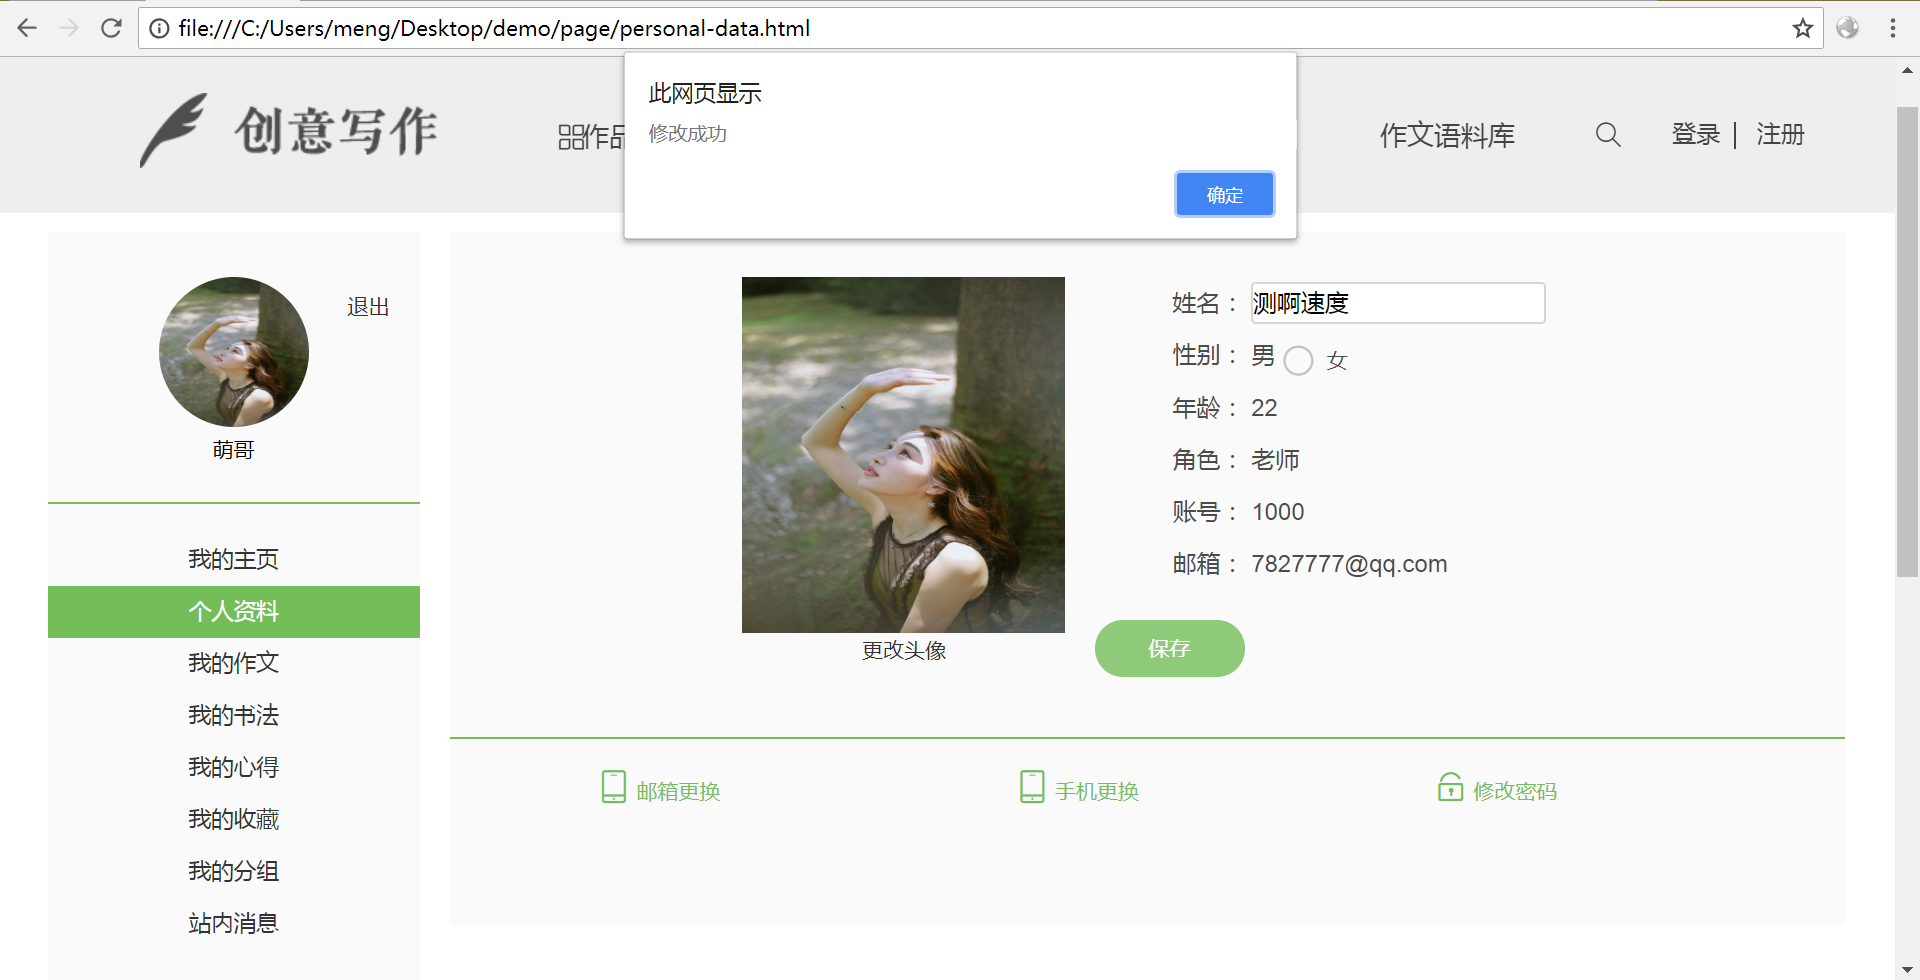 file:///C:/Users/meng/Desktop/demo/page/personal-data.html
此网页显示
修改成功
确定
创意写作
作品
作文语料库
登录 | 注册
退出
萌哥
我的主页
个人资料
我的作文
我的书法
我的心得
我的收藏
我的分组
站内消息
更改头像
姓名： 测啊速度
性别： 男 女
年龄： 22
角色： 老师
账号： 1000
邮箱： 7827777@qq.com
保存
邮箱更换
手机更换
修改密码